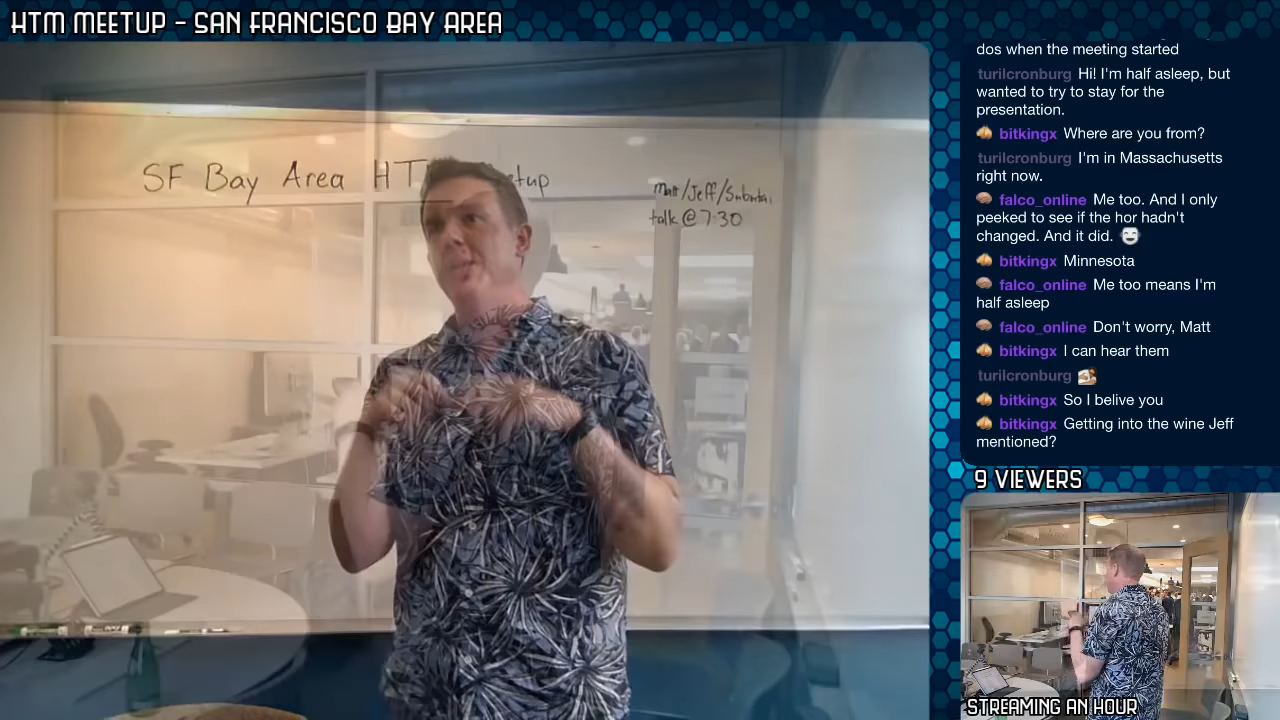 HTM MEETUP - SAN FRANCISCO BAY AREA
SF Bay Area HT
tup
Matt/Jeff/
talk @ 7:30
dos when the meeting started
turilcronburg Hi! I'm half asleep, but
wanted to try to stay for the
presentation.
bitkingx Where are you from?
turilcronburg I'm in Massachusetts
right now.
falco_online Me too. And I only
peeked to see if the hor hadn't
changed. And it did.
bitkingx Minnesota
falco_online Me too means I'm
half asleep
falco_online Don't worry, Matt
bitkingx I can hear them
turilcronburg
bitkingx So I belive you
bitkingx Getting into the wine Jeff
mentioned?
9 VIEWERS
STREAMING AN HOUR